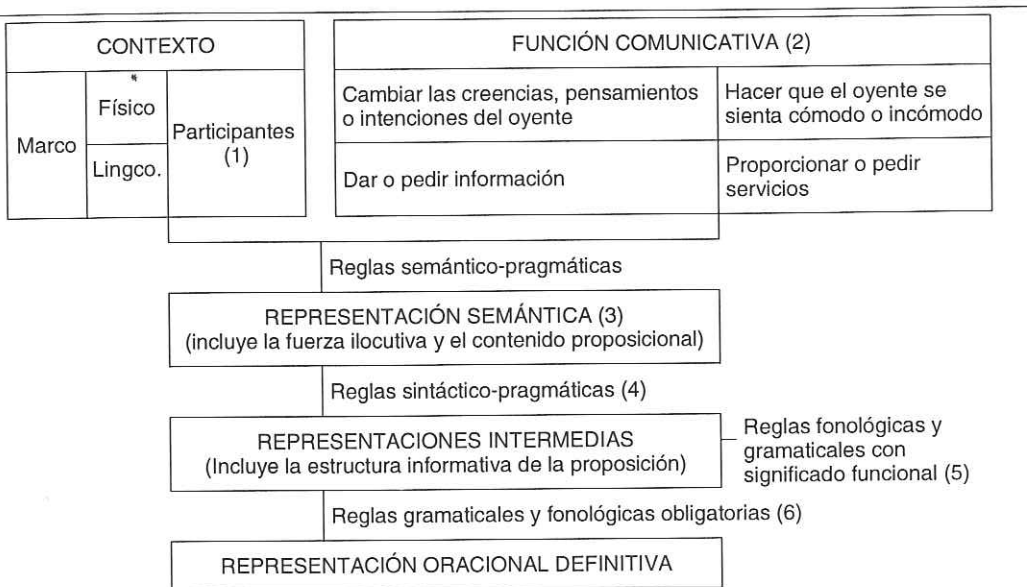 CONTEXTO
Marco
Físico
Lingco.
Participantes
(1)
FUNCIÓN COMUNICATIVA (2)
Cambiar las creencias, pensamientos
o intenciones del oyente
Hacer que el oyente se
sienta cómodo o incómodo
Dar o pedir información
Proporcionar o pedir
servicios
Reglas semántico-pragmáticas
REPRESENTACIÓN SEMÁNTICA (3)
(incluye la fuerza ilocutiva y el contenido proposicional)
Reglas sintáctico-pragmáticas (4)
REPRESENTACIONES INTERMEDIAS
(Incluye la estructura informativa de la proposición)
Reglas fonológicas y
gramaticales con
significado funcional (5)
Reglas gramaticales y fonológicas obligatorias (6)
REPRESENTACIÓN ORACIONAL DEFINITIVA